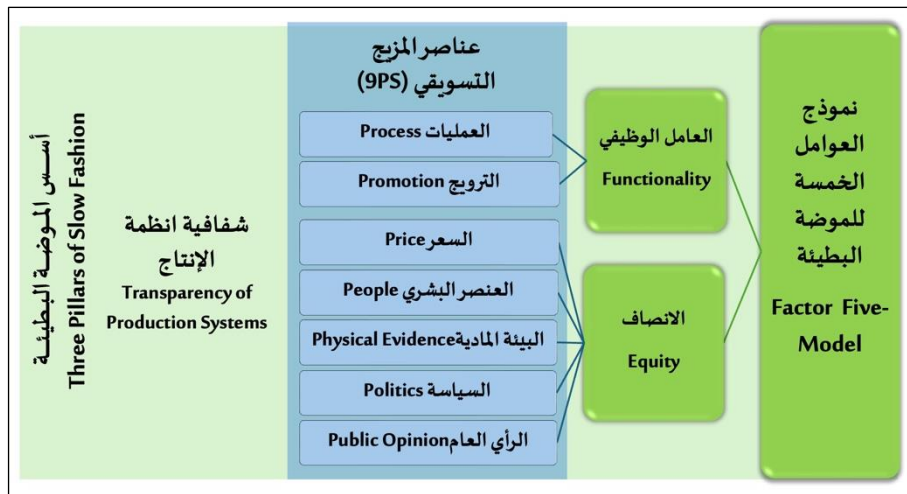 نموذج
العوامل
الخمسة
للموضة
البطيئة
Factor Five-
Model
العامل الوظيفي
Functionality
الانصاف
Equity
عناصر المزيج
التسويقي (9PS)
العمليات Process
الترويج Promotion
السعر Price
العنصر البشري People
البيئة المادية Physical Evidence
السياسة Politics
الرأي العام Public Opinion
شفافية انظمة
الإنتاج
Transparency of
Production Systems
أسس الموضة البطيئة
Three Pillars of Slow Fashion